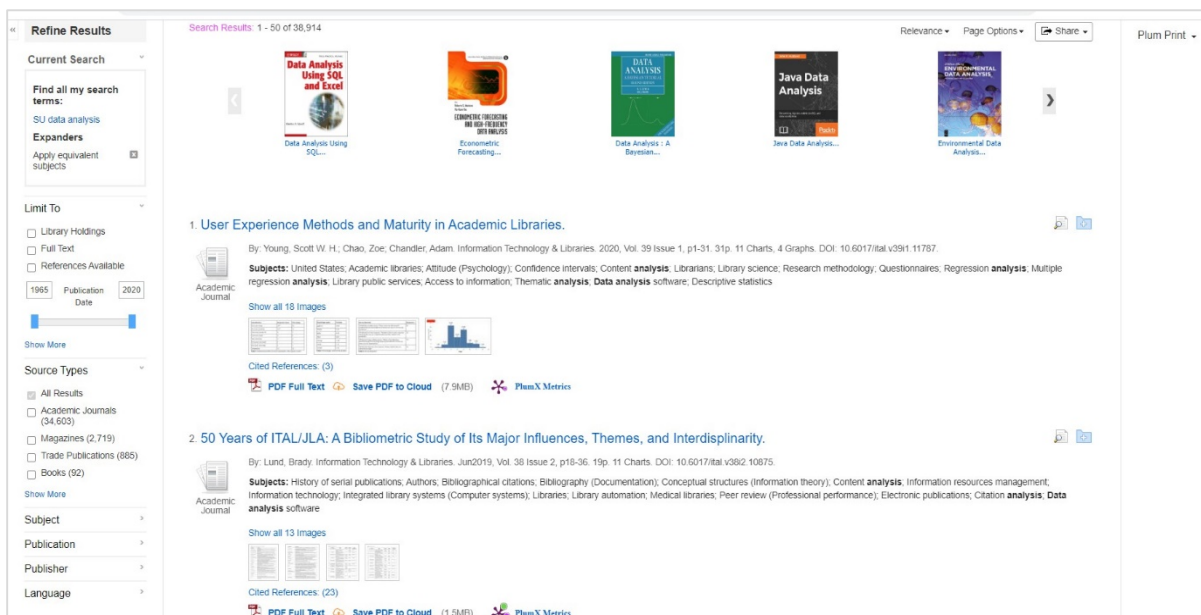 Refine Results
Current Search
Find all my search
terms:
SU data analysis
Expanders
Apply equivalent
subjects
Limit To
Library Holdings
Full Text
References Available
1965 Publication Date 2020
Show More
Source Types
All Results
Academic Journals
(34,603)
Magazines (2,719)
Trade Publications (885)
Books (92)
Show More
Subject
Publication
Publisher
Language
Search Results: 1 - 50 of 38,914
Relevance Page Options Share
Plum Print
Data Analysis
Using SQL
and Excel
ECONOMETRIC FORECASTING
AND HIGH-FREQUENCY
DATA ANALYSIS
DATA
ANALYSIS
Java Data
Analysis
Packt
ENVIRONMENTAL
DATA ANALYSIS
Data Analysis Using
SQL...
Econometric
Forecasting...
Data Analysis : A
Bayesian...
Java Data Analysis...
Environmental Data
Analysis...
1. User Experience Methods and Maturity in Academic Libraries.
Academic
Journal
By: Young, Scott W. H.; Chao, Zoe; Chandler, Adam. Information Technology & Libraries. 2020, Vol. 39 Issue 1, p1-31. 31p. 11 Charts, 4 Graphs. DOI: 10.6017/ital.v39i1.11787.
Subjects: United States; Academic libraries; Attitude (Psychology); Confidence intervals; Content analysis; Librarians; Library science; Research methodology; Questionnaires; Regression analysis; Multiple
regression analysis; Library public services; Access to information; Thematic analysis; Data analysis software; Descriptive statistics
Show all 18 Images
Cited References: (3)
PDF Full Text Save PDF to Cloud (7.9MB) PlumX Metrics
2. 50 Years of ITAL/JLA: A Bibliometric Study of Its Major Influences, Themes, and Interdisplinarity.
Academic
Journal
By: Lund, Brady. Information Technology & Libraries. Jun2019, Vol. 38 Issue 2, p18-36. 19p. 11 Charts. DOI: 10.6017/ital.v38i2.10875.
Subjects: History of serial publications; Authors; Bibliographical citations; Bibliography (Documentation); Conceptual structures (Information theory); Content analysis; Information resources management;
Information technology; Integrated library systems (Computer systems); Libraries; Library automation; Medical libraries; Peer review (Professional performance); Electronic publications; Citation analysis; Data
analysis software
Show all 13 Images
Cited References: (23)
PDF Full Text Save PDF to Cloud (1.5MB) PlumX Metrics